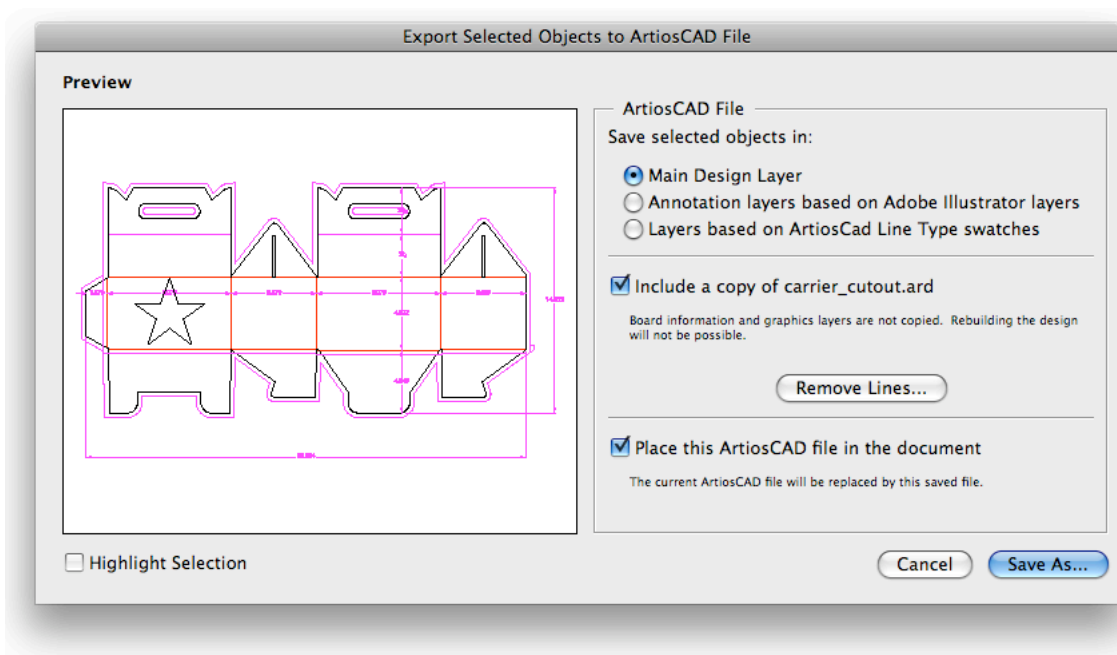 Export Selected Objects to ArtiosCAD File
Preview
ArtiosCAD File
Save selected objects in:
Main Design Layer
Annotation layers based on Adobe Illustrator layers
Layers based on ArtiosCad Line Type swatches
Include a copy of carrier_cutout.ard
Board information and graphics layers are not copied. Rebuilding the design
will not be possible.
Remove Lines...
Place this ArtiosCAD file in the document
The current ArtiosCAD file will be replaced by this saved file.
Highlight Selection
Cancel
Save As...